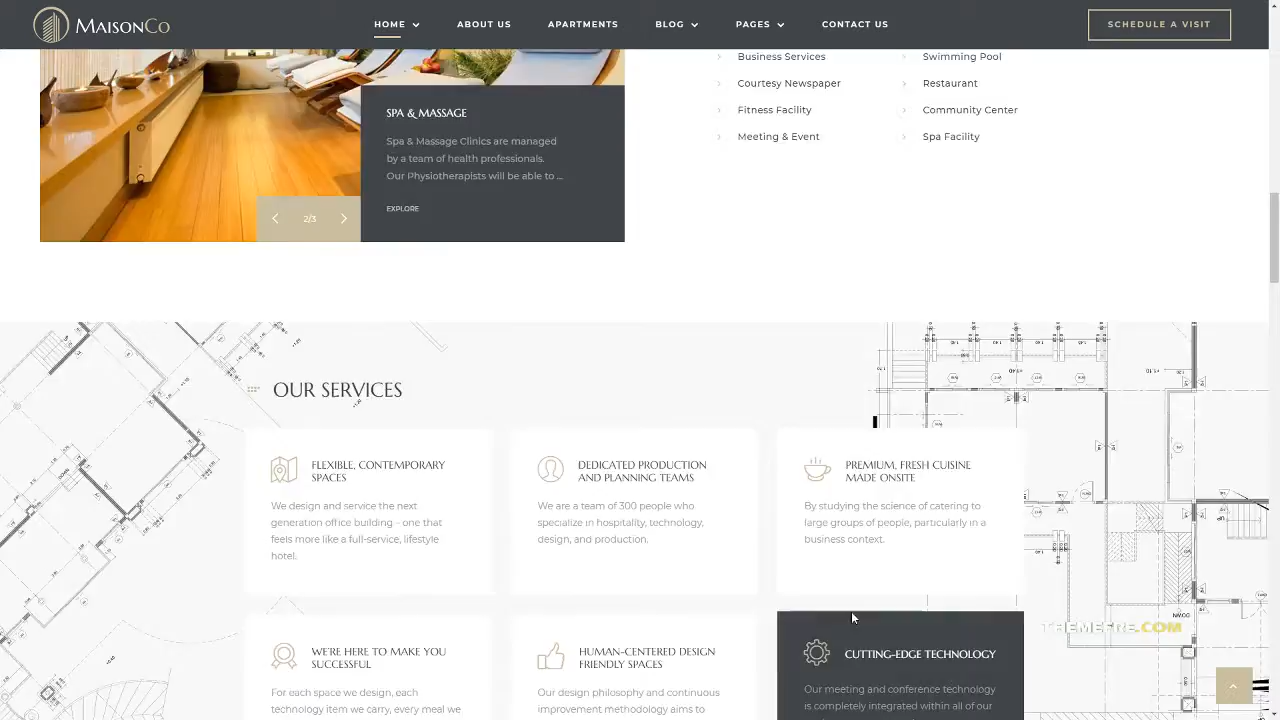 MAISONCO
HOME
ABOUT US
APARTMENTS
BLOG
PAGES
CONTACT US
SCHEDULE A VISIT
Business Services
Swimming Pool
Courtesy Newspaper
Restaurant
Fitness Facility
Community Center
Meeting & Event
Spa Facility
SPA & MASSAGE
Spa & Massage Clinics are managed
by a team of health professionals.
Our Physiotherapists will be able to ...
EXPLORE
2/3
OUR SERVICES
FLEXIBLE, CONTEMPORARY
SPACES
We design and service the next
generation office building - one that
feels more like a full-service, lifestyle
hotel.
DEDICATED PRODUCTION
AND PLANNING TEAMS
We are a team of 300 people who
specialize in hospitality, technology,
design, and production.
PREMIUM, FRESH CUISINE
MADE ONSITE
By studying the science of catering to
large groups of people, particularly in a
business context.
WE'RE HERE TO MAKE YOU
SUCCESSFUL
For each space we design, each
technology item we carry, every meal we
HUMAN-CENTERED DESIGN
FRIENDLY SPACES
Our design philosophy and continuous
improvement methodology aims to
CUTTING-EDGE TECHNOLOGY
Our meeting and conference technology
is completely integrated within all of our
THEMEFRE.COM